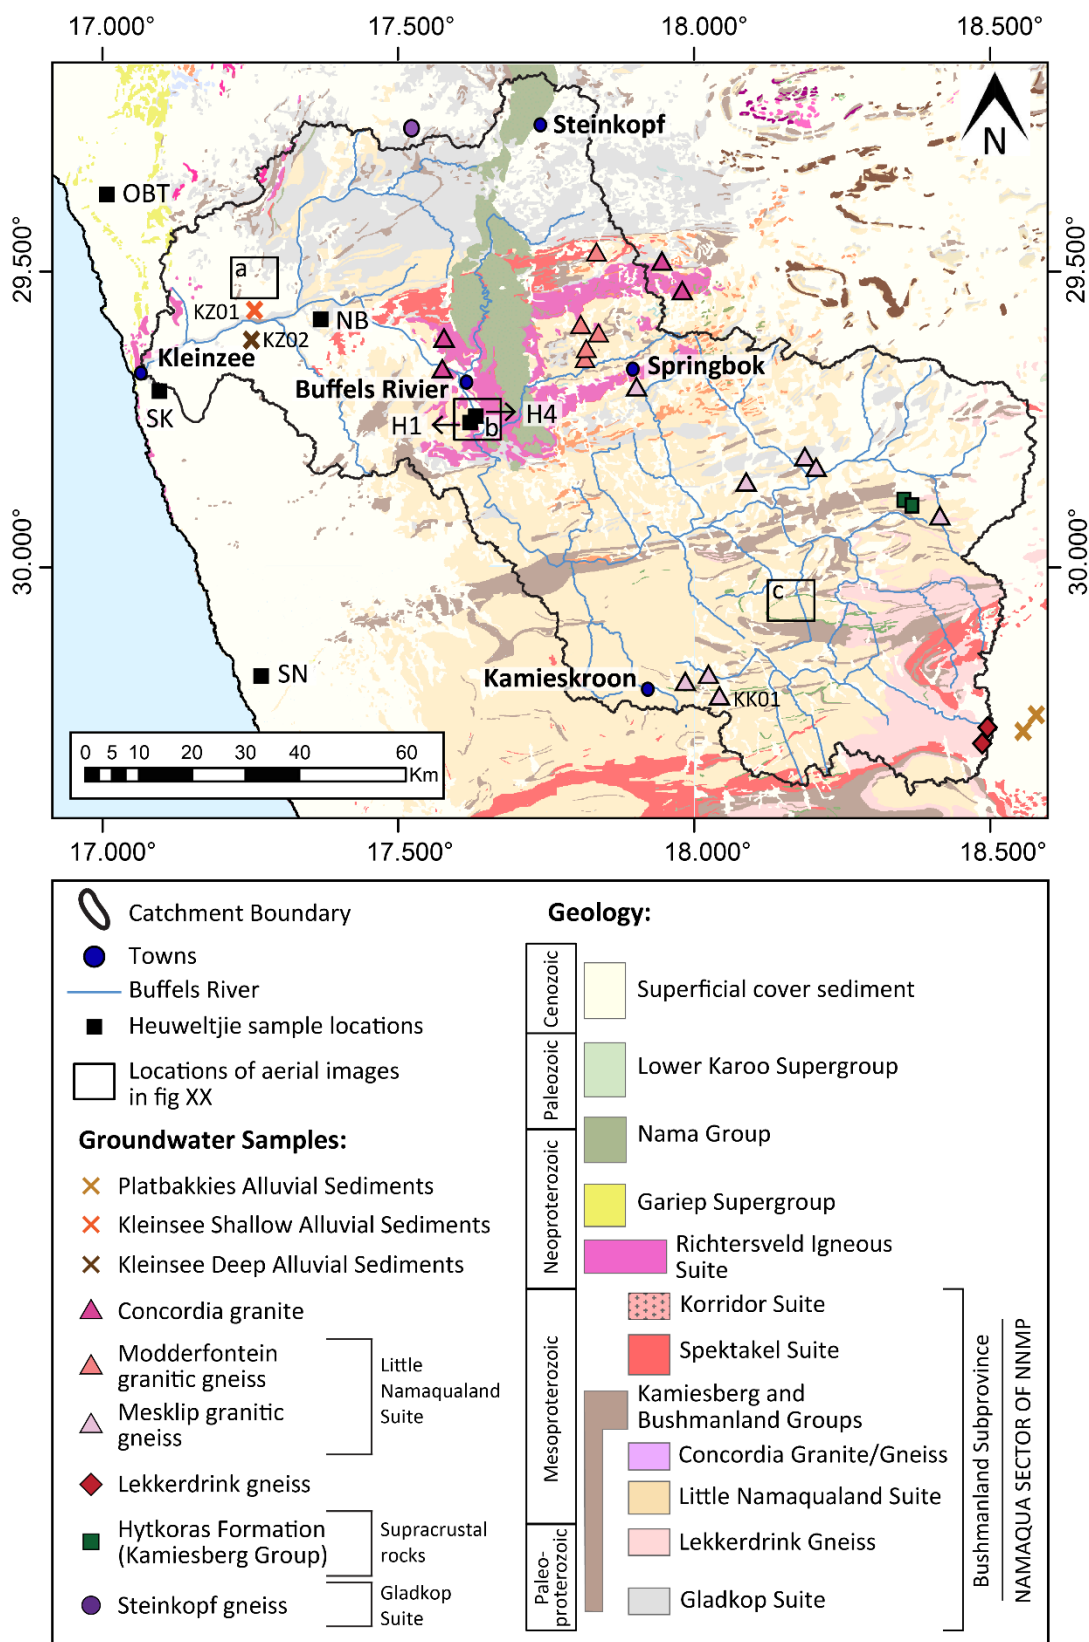 17.000°
17.500°
18.000°
18.500°
N
Steinkopf
OBT
29.500°
29.500°
a
KZ01
NB
KZ02
Kleinzee
Springbok
Buffels Rivier
SK
H1
b
H4
30.000°
30.000°
c
SN
Kamieskroon
KK01
0 5 10 20 40 60
Km
17.000°
17.500°
18.000°
18.500°
Catchment Boundary
Towns
Buffels River
Heuweltjie sample locations
Locations of aerial images
in fig XX
Groundwater Samples:
Platbakkies Alluvial Sediments
Kleinsee Shallow Alluvial Sediments
Kleinsee Deep Alluvial Sediments
Concordia granite
Modderfontein
granitic gneiss
Mesklip granitic
gneiss
Little
Namaqualand
Suite
Lekkerdrink gneiss
Hytkoras Formation
(Kamiesberg Group)
Supracrustal
rocks
Steinkopf gneiss
Gladkop
Suite
Geology:
Cenozoic
Superficial cover sediment
Paleozoic
Lower Karoo Supergroup
Nama Group
Neoproterozoic
Gariep Supergroup
Richtersveld Igneous
Suite
Mesoproterozoic
Korridor Suite
Spektakel Suite
Kamiesberg and
Bushmanland Groups
Concordia Granite/Gneiss
Little Namaqualand Suite
Paleo-
proterozoic
Lekkerdrink Gneiss
Gladkop Suite
Bushmanland Subprovince
NAMAQUA SECTOR OF NNMP